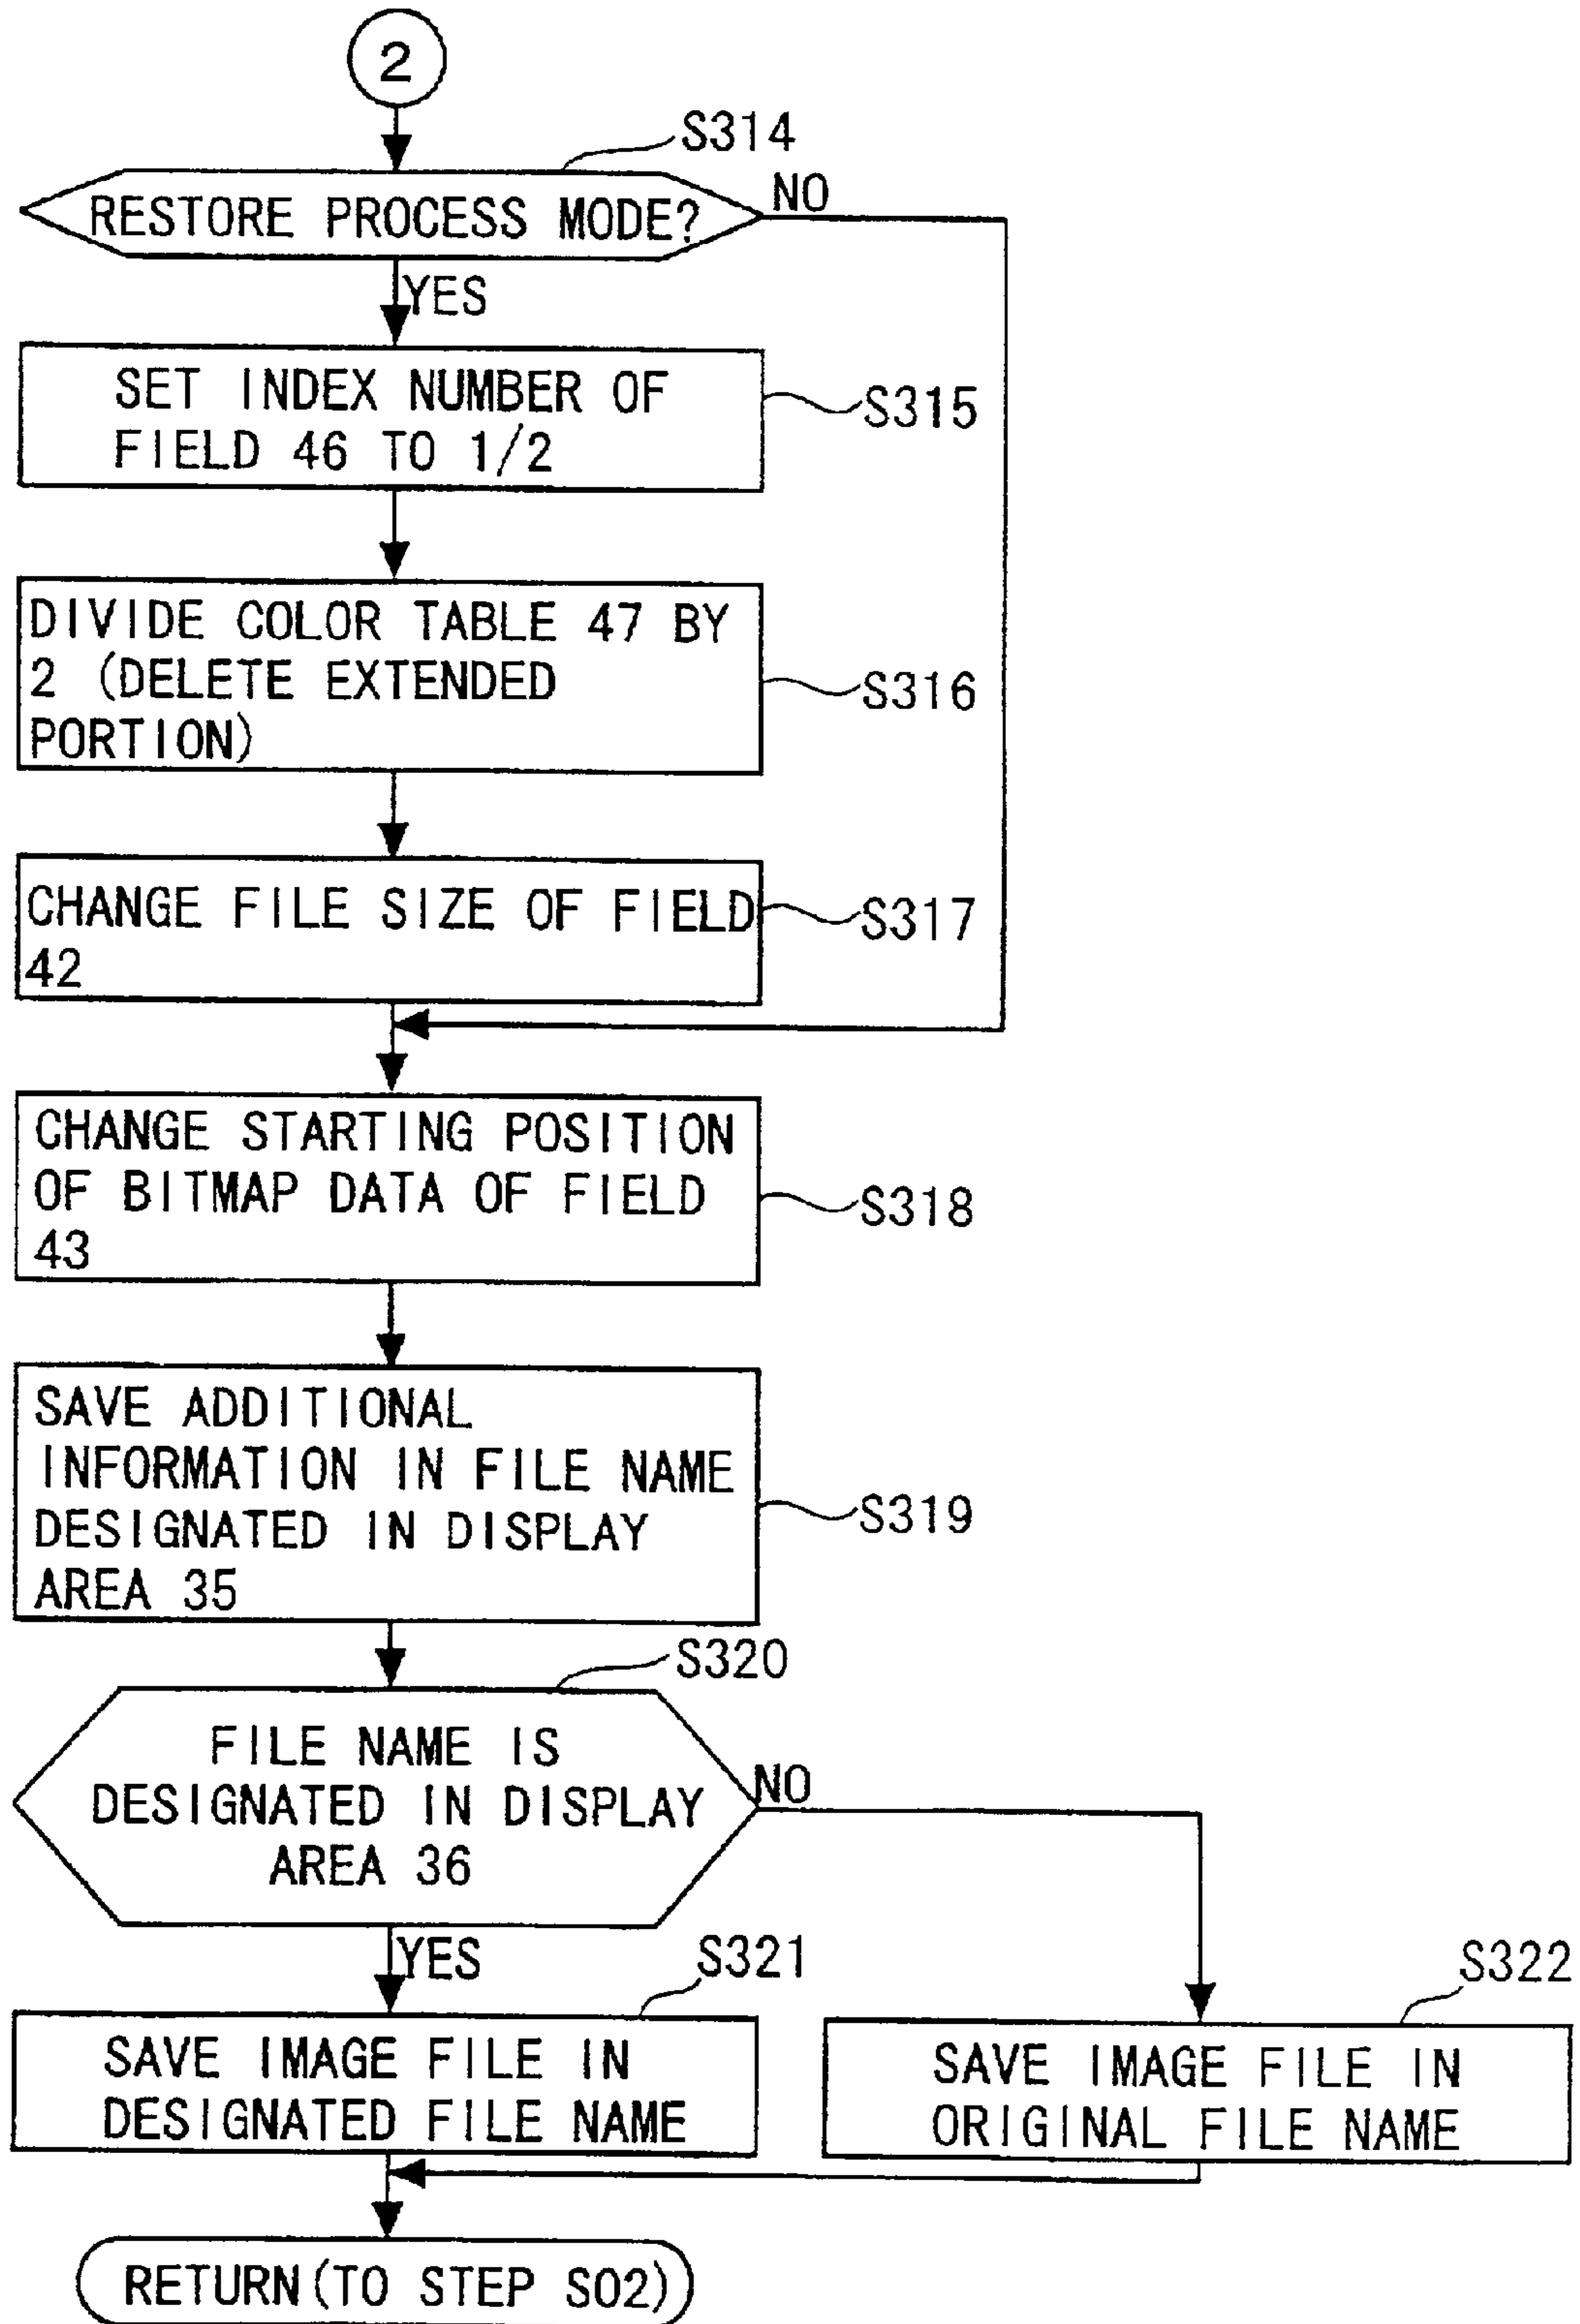 2
S314
RESTORE PROCESS MODE?
NO
YES
SET INDEX NUMBER OF
FIELD 46 TO 1/2
S315
DIVIDE COLOR TABLE 47 BY
2 (DELETE EXTENDED
PORTION)
S316
CHANGE FILE SIZE OF FIELD
42
S317
CHANGE STARTING POSITION
OF BITMAP DATA OF FIELD
43
S318
SAVE ADDITIONAL
INFORMATION IN FILE NAME
DESIGNATED IN DISPLAY
AREA 35
S319
S320
FILE NAME IS
DESIGNATED IN DISPLAY
AREA 36
NO
YES
S321
SAVE IMAGE FILE IN
DESIGNATED FILE NAME
S322
SAVE IMAGE FILE IN
ORIGINAL FILE NAME
RETURN(TO STEP S02)